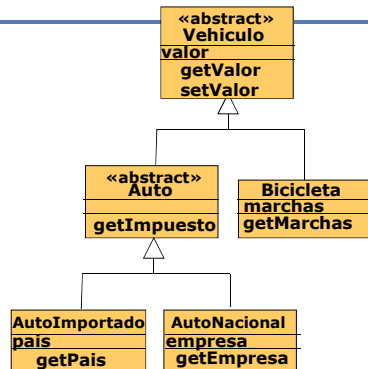 «abstract»
Vehiculo
valor
getValor
setValor
«abstract»
Auto
getImpuesto
Bicicleta
marchas
getMarchas
AutoImportado
pais
getPais
AutoNacional
empresa
getEmpresa